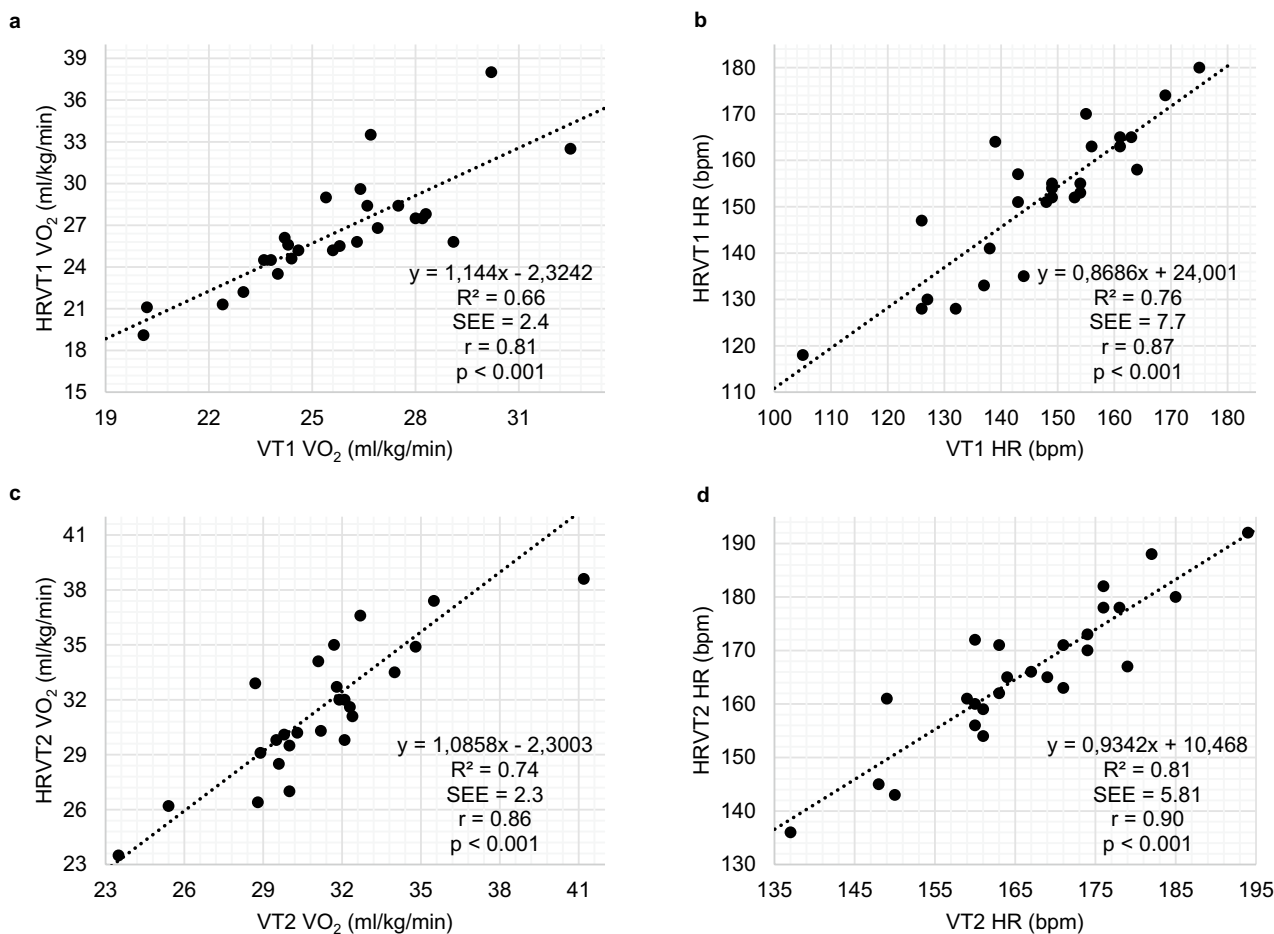 a
39
36
33
30
27
24
21
18
15
HRVT1 VO₂ (ml/kg/min)
y = 1,144x - 2,3242
R² = 0.66
SEE = 2.4
r = 0.81
p < 0.001
19 22 25 28 31
VT1 VO₂ (ml/kg/min)
b
180
170
160
150
140
130
120
110
HRVT1 HR (bpm)
y = 0,8686x + 24,001
R² = 0.76
SEE = 7.7
r = 0.87
p < 0.001
100 110 120 130 140 150 160 170 180
VT1 HR (bpm)
c
41
38
35
32
29
26
23
HRVT2 VO₂ (ml/kg/min)
y = 1,0858x - 2,3003
R² = 0.74
SEE = 2.3
r = 0.86
p < 0.001
23 26 29 32 35 38 41
VT2 VO₂ (ml/kg/min)
d
190
180
170
160
150
140
130
HRVT2 HR (bpm)
y = 0,9342x + 10,468
R² = 0.81
SEE = 5.81
r = 0.90
p < 0.001
135 145 155 165 175 185 195
VT2 HR (bpm)